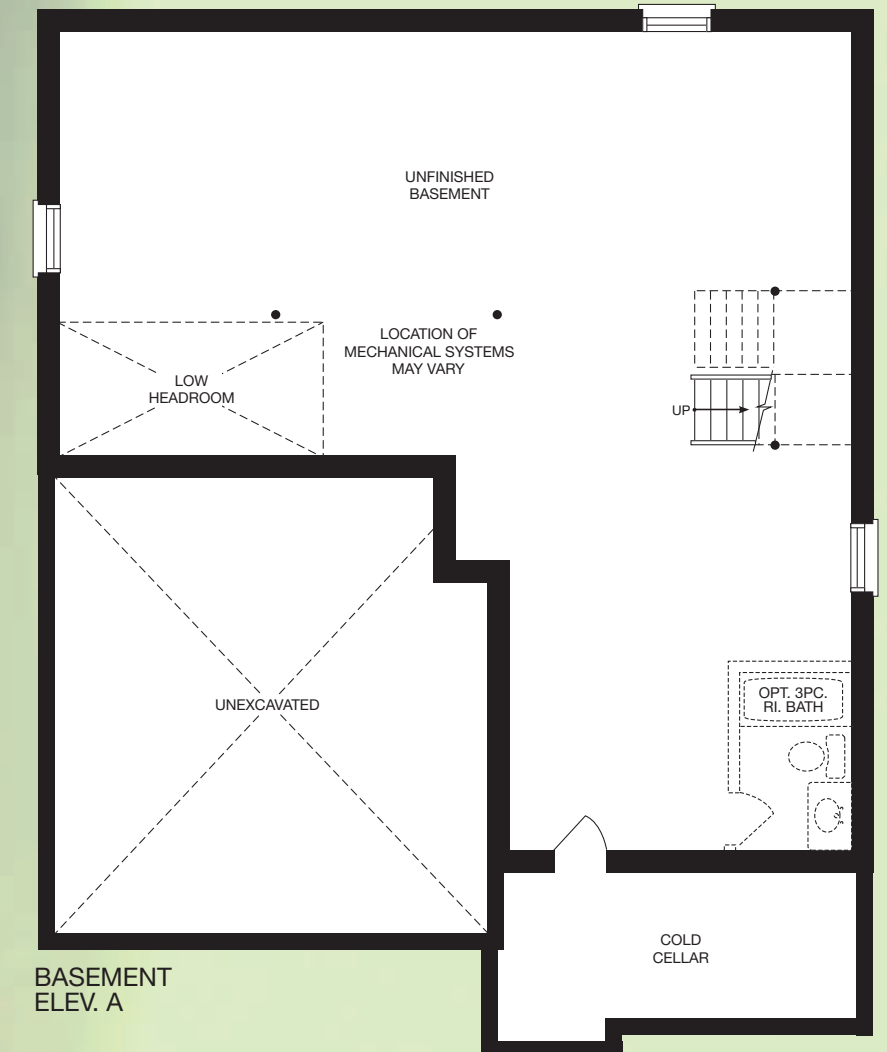 UNFINISHED
BASEMENT
LOCATION OF
MECHANICAL SYSTEMS
MAY VARY
LOW
HEADROOM
UP
UNEXCAVATED
OPT. 3PC.
RI. BATH
COLD
CELLAR
BASEMENT
ELEV. A